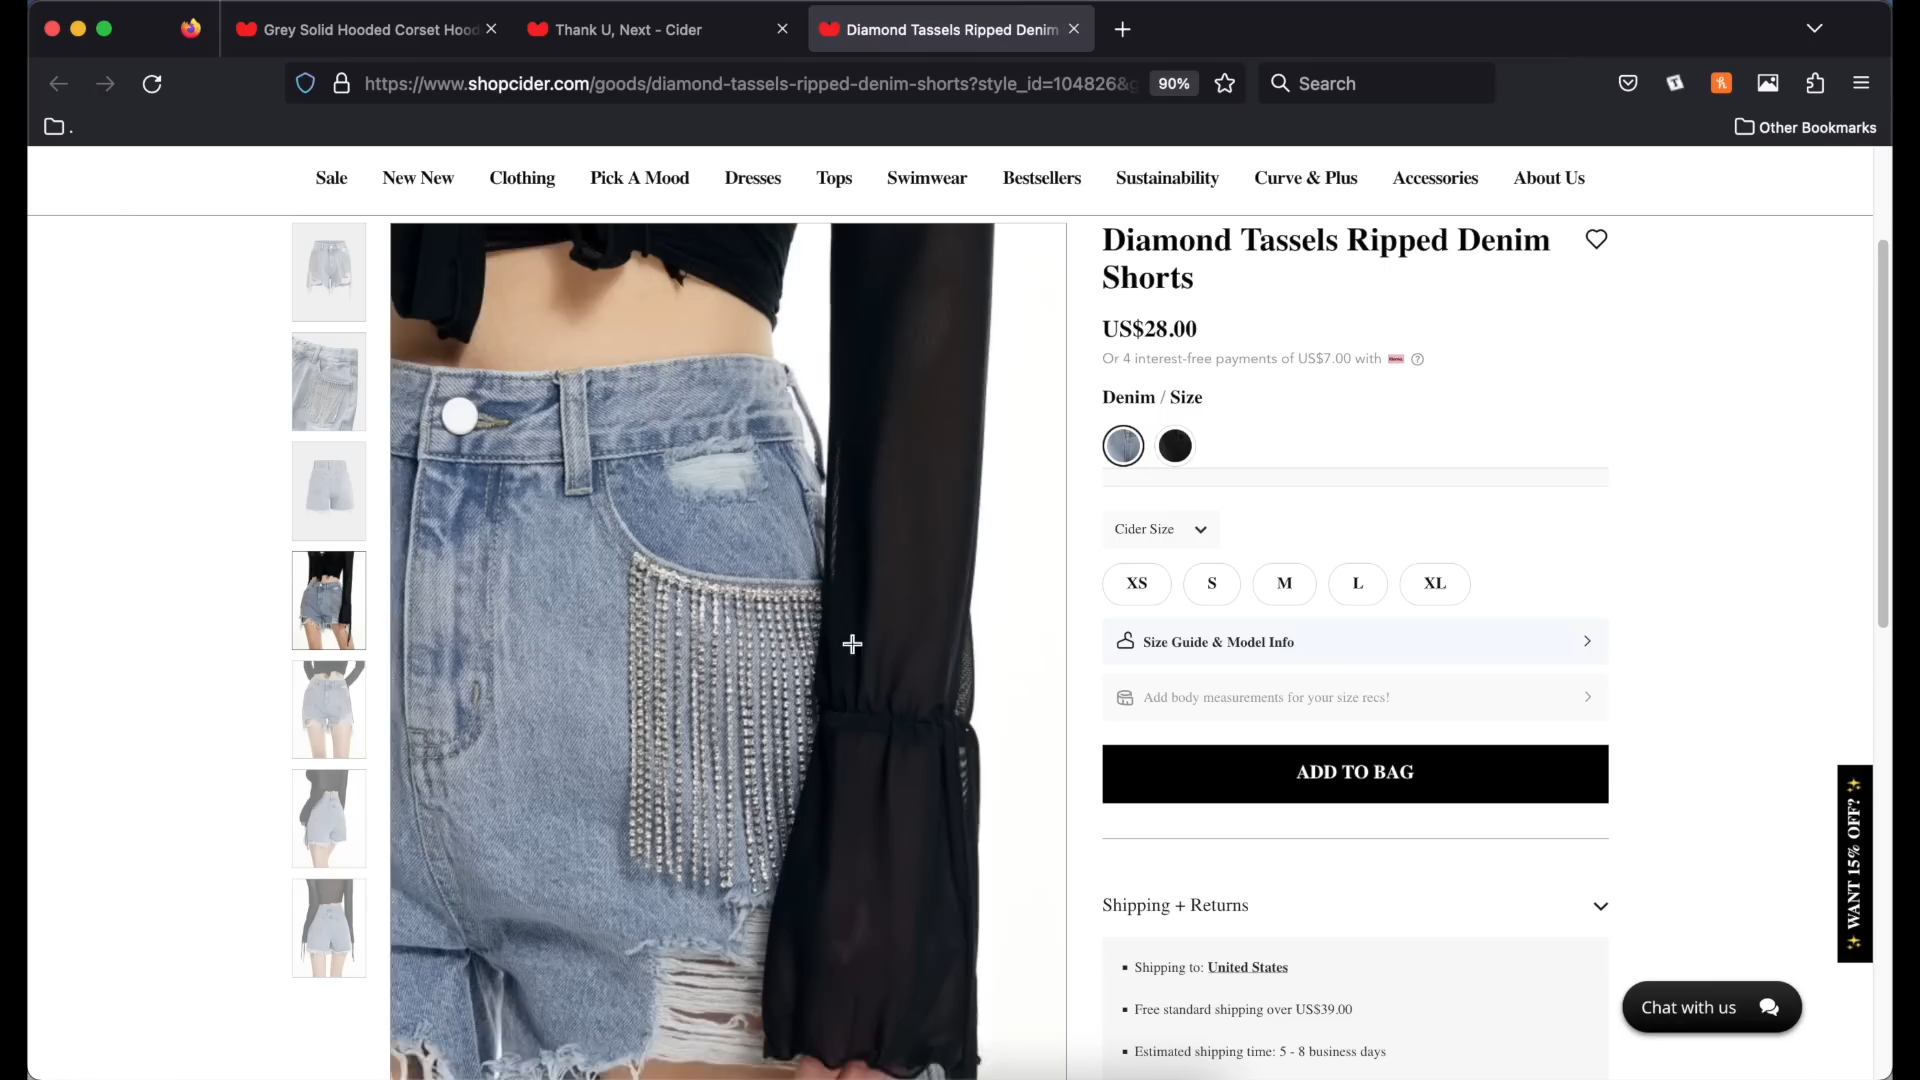 Grey Solid Hooded Corset Hood
Thank U, Next - Cider
Diamond Tassels Ripped Denim
https://www.shopcider.com/goods/diamond-tassels-ripped-denim-shorts?style_id=104826&g
90%
Search
.
Other Bookmarks
Sale
New New
Clothing
Pick A Mood
Dresses
Tops
Swimwear
Bestsellers
Sustainability
Curve & Plus
Accessories
About Us
Diamond Tassels Ripped Denim
Shorts
US$28.00
Or 4 interest-free payments of US$7.00 with
Denim / Size
Cider Size
XS
S
M
L
XL
Size Guide & Model Info
Add body measurements for your size recs!
ADD TO BAG
✨ WANT 15% OFF? ✨
Shipping + Returns
Shipping to: United States
Free standard shipping over US$39.00
Estimated shipping time: 5 - 8 business days
Chat with us